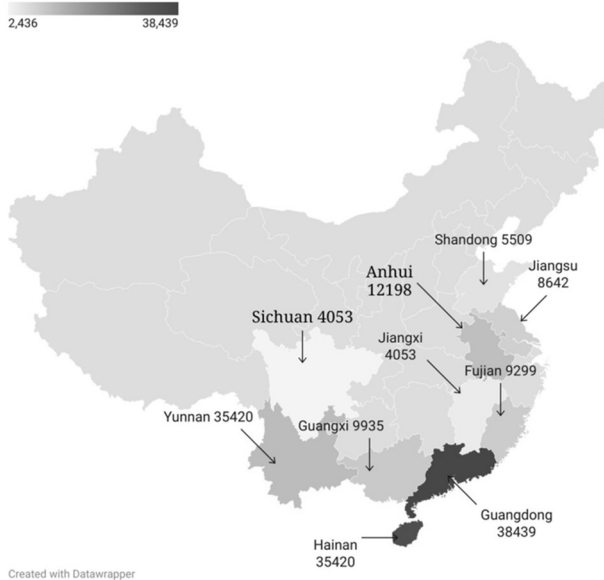 2,436 38,439
Shandong 5509
Jiangsu
8642
Anhui
12198
Sichuan 4053
Jiangxi
4053
Fujian 9299
Yunnan 35420
Guangxi 9935
Guangdong
38439
Hainan
35420
Created with Datawrapper